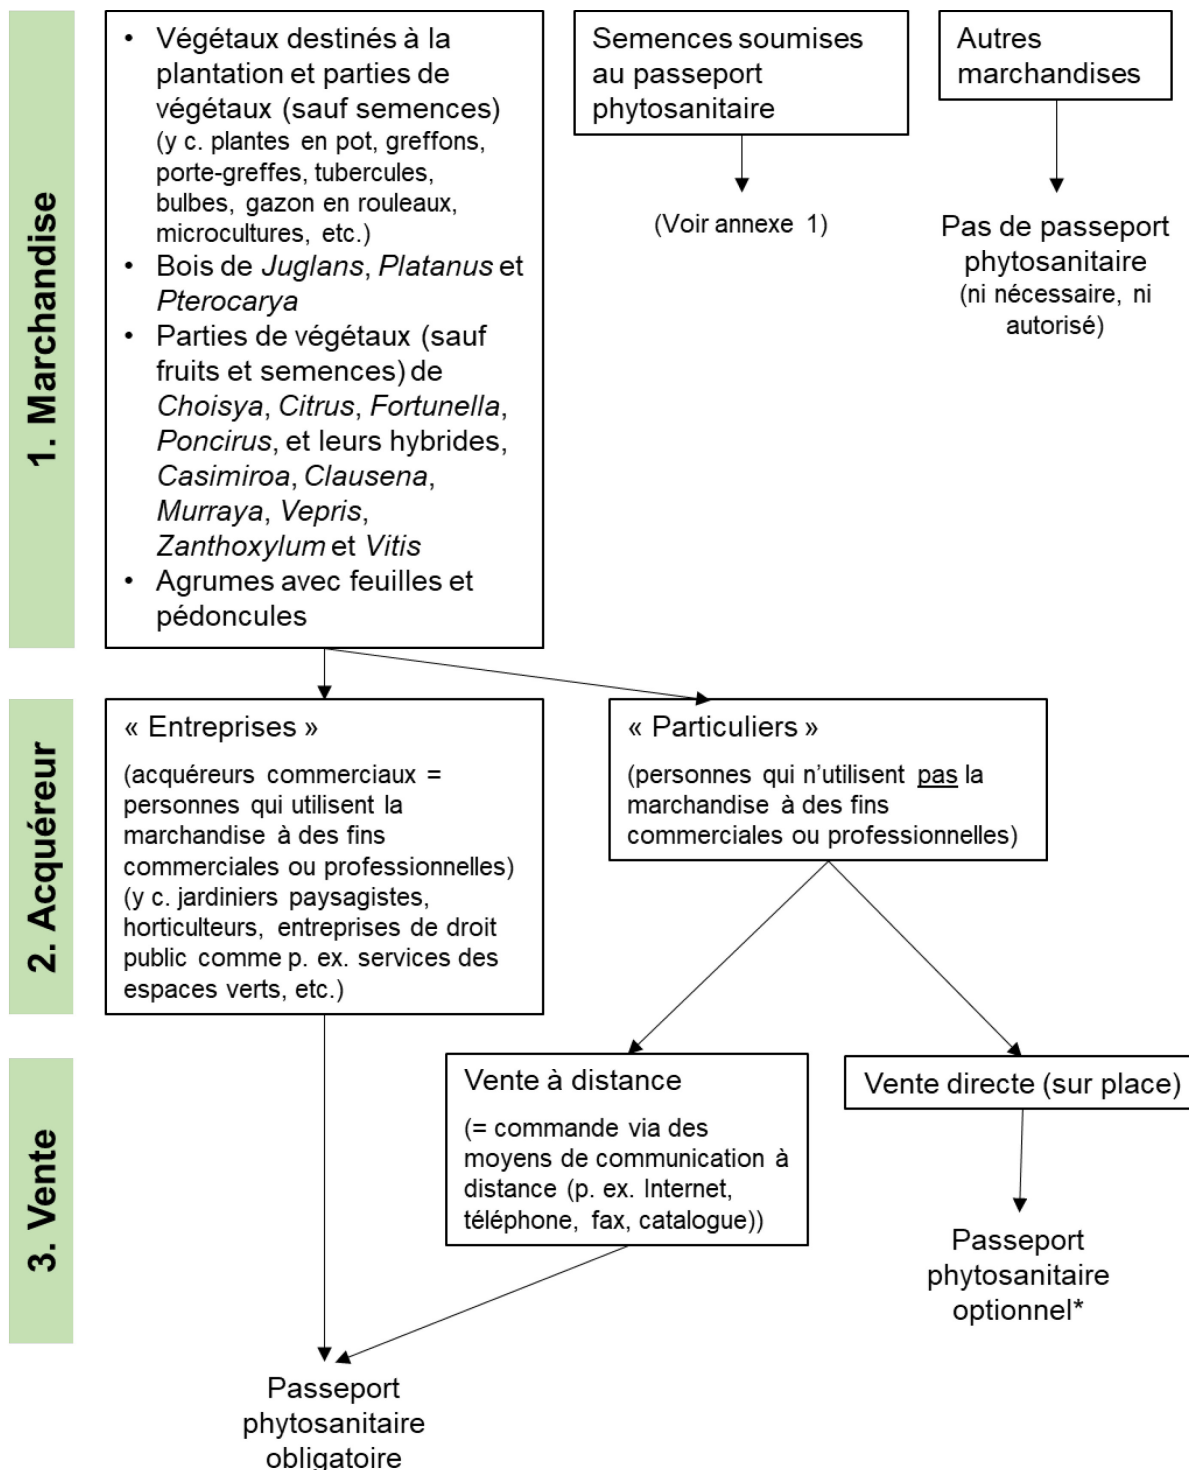 1. Marchandise
• Végétaux destinés à la
plantation et parties de
végétaux (sauf semences)
(y c. plantes en pot, greffons,
porte-greffes, tubercules,
bulbes, gazon en rouleaux,
microcultures, etc.)
• Bois de Juglans, Platanus et
Pterocarya
• Parties de végétaux (sauf
fruits et semences) de
Choisya, Citrus, Fortunella,
Poncirus, et leurs hybrides,
Casimiroa, Clausena,
Murraya, Vepris,
Zanthoxylum et Vitis
• Agrumes avec feuilles et
pédoncules
Semences soumises
au passeport
phytosanitaire
(Voir annexe 1)
Autres
marchandises
Pas de passeport
phytosanitaire
(ni nécessaire, ni
autorisé)
2. Acquéreur
« Entreprises »
(acquéreurs commerciaux =
personnes qui utilisent la
marchandise à des fins
commerciales ou professionnelles)
(y c. jardiniers paysagistes,
horticulteurs, entreprises de droit
public comme p. ex. services des
espaces verts, etc.)
« Particuliers »
(personnes qui n’utilisent pas la
marchandise à des fins
commerciales ou professionnelles)
3. Vente
Vente à distance
(= commande via des
moyens de communication à
distance (p. ex. Internet,
téléphone, fax, catalogue))
Vente directe (sur place)
Passeport
phytosanitaire
optionnel*
Passeport
phytosanitaire
obligatoire